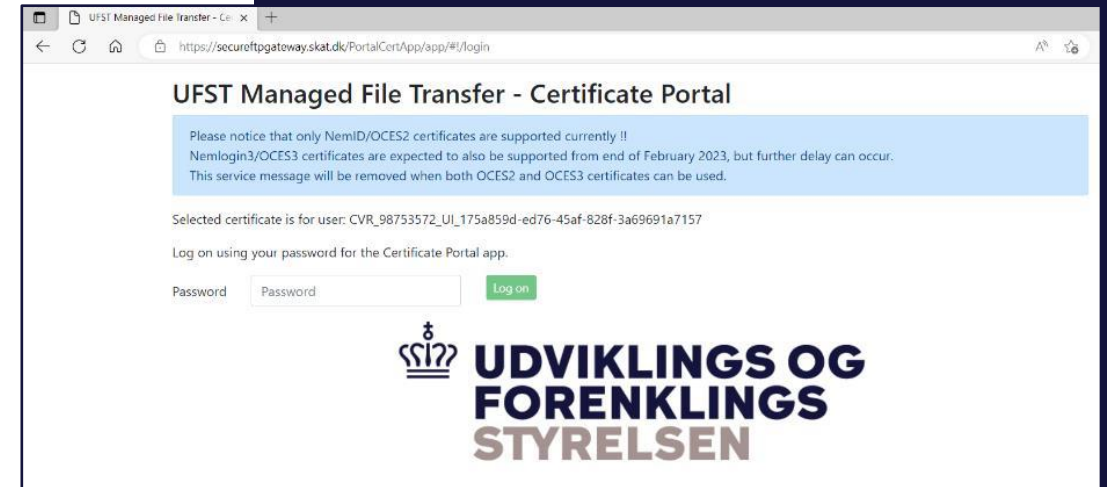 UFST Managed File Transfer - Ce
https://secureftpgateway.skat.dk/PortalCertApp/app/#!/login
UFST Managed File Transfer - Certificate Portal
Please notice that only NemID/OCES2 certificates are supported currently !!
Nemlogin3/OCES3 certificates are expected to also be supported from end of February 2023, but further delay can occur.
This service message will be removed when both OCES2 and OCES3 certificates can be used.
Selected certificate is for user: CVR_98753572_UI_175a859d-ed76-45af-828f-3a69691a7157
Log on using your password for the Certificate Portal app.
Password Password Log on
UDVIKLINGS OG
FORENKLINGS
STYRELSEN